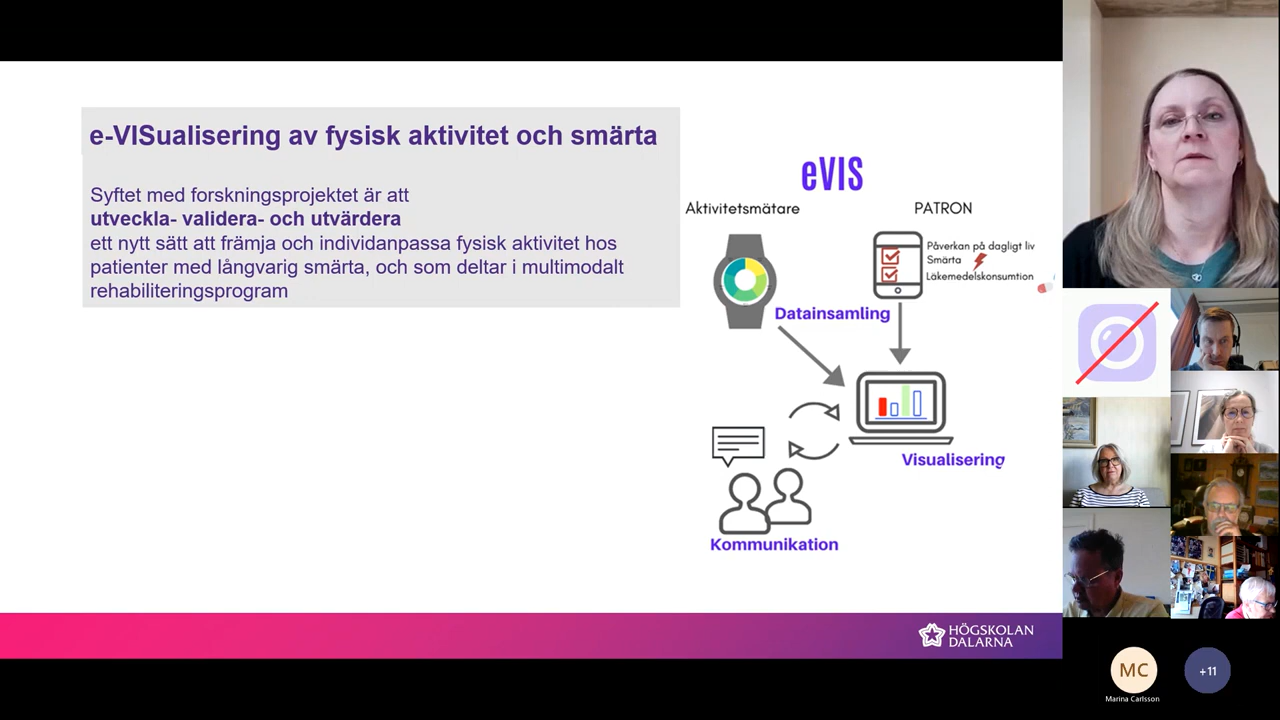 e-VISualisering av fysisk aktivitet och smärta
Syftet med forskningsprojektet är att
utveckla- validera- och utvärdera
ett nytt sätt att främja och individanpassa fysisk aktivitet hos
patienter med långvarig smärta, och som deltar i multimodalt
rehabiliteringsprogram
eVIS
Aktivitetsmätare
PATRON
Påverkan på dagligt liv
Smärta
Läkemedelskonsumtion
Datainsamling
Visualisering
Kommunikation
HÖGSKOLAN
DALARNA
MC
Marina Carlsson
+11